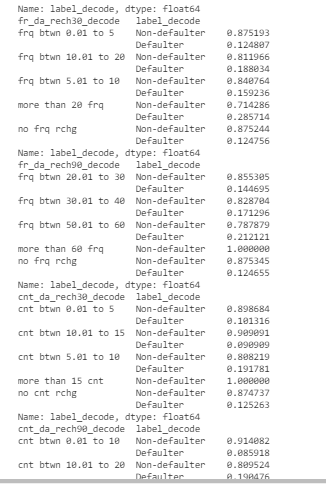 Name: label_decode, dtype: float64
fr_da_rech30_decode  label_decode
frq btwn 0.01 to 5   Non-defaulter    0.875193
                     Defaulter        0.124807
frq btwn 10.01 to 20 Non-defaulter    0.811966
                     Defaulter        0.188034
frq btwn 5.01 to 10  Non-defaulter    0.840764
                     Defaulter        0.159236
more than 20 frq     Non-defaulter    0.714286
                     Defaulter        0.285714
no frq rchg          Non-defaulter    0.875244
                     Defaulter        0.124756
Name: label_decode, dtype: float64
fr_da_rech90_decode  label_decode
frq btwn 20.01 to 30 Non-defaulter    0.855305
                     Defaulter        0.144695
frq btwn 30.01 to 40 Non-defaulter    0.828704
                     Defaulter        0.171296
frq btwn 50.01 to 60 Non-defaulter    0.787879
                     Defaulter        0.212121
more than 60 frq     Non-defaulter    1.000000
no frq rchg          Non-defaulter    0.875345
                     Defaulter        0.124655
Name: label_decode, dtype: float64
cnt_da_rech30_decode label_decode
cnt btwn 0.01 to 5   Non-defaulter    0.898684
                     Defaulter        0.101316
cnt btwn 10.01 to 15 Non-defaulter    0.909091
                     Defaulter        0.090909
cnt btwn 5.01 to 10  Non-defaulter    0.808219
                     Defaulter        0.191781
more than 15 cnt     Non-defaulter    1.000000
no cnt rchg          Non-defaulter    0.874737
                     Defaulter        0.125263
Name: label_decode, dtype: float64
cnt_da_rech90_decode label_decode
cnt btwn 0.01 to 10  Non-defaulter    0.914082
                     Defaulter        0.085918
cnt btwn 10.01 to 20 Non-defaulter    0.809524
                     Defaulter        0.190476